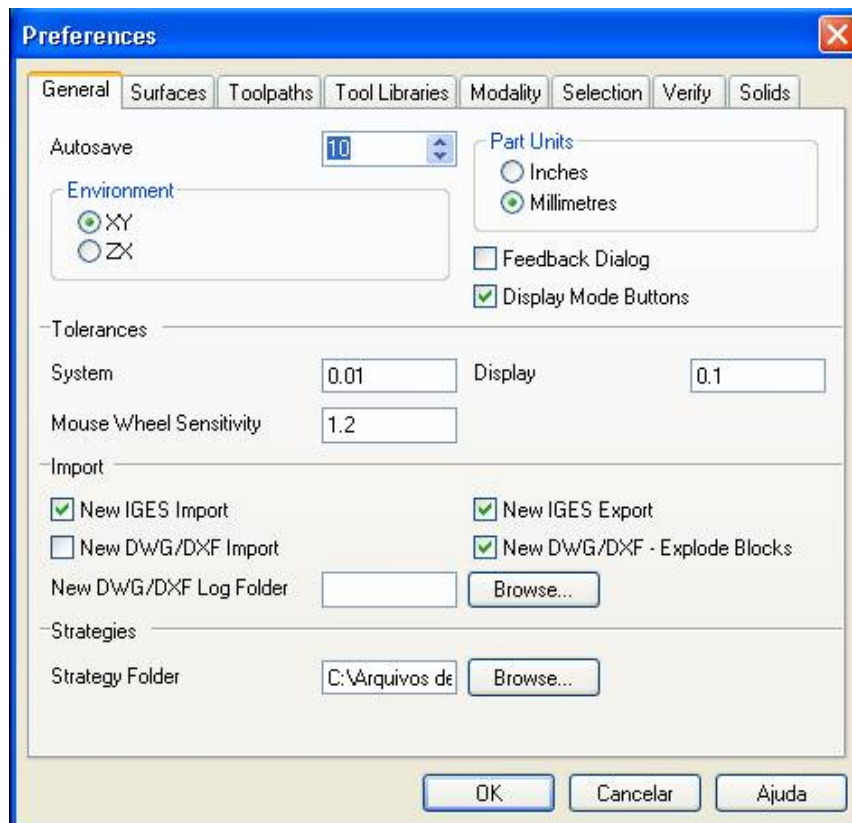 Preferences
General Surfaces Toolpaths Tool Libraries Modality Selection Verify Solids
Autosave 10
Part Units
Inches
Millimetres
Environment
XY
ZX
Feedback Dialog
Display Mode Buttons
Tolerances
System 0.01 Display 0.1
Mouse Wheel Sensitivity 1.2
Import
New IGES Import New IGES Export
New DWG/DXF Import New DWG/DXF - Explode Blocks
New DWG/DXF Log Folder Browse...
Strategies
Strategy Folder C:\Arquivos de Browse...
OK Cancelar Ajuda